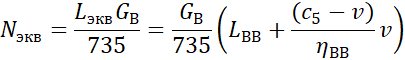 N_экв = L_экв G_В / 735 = G_В / 735 (L_ВВ + (c_5 − v) / η_ВВ v)